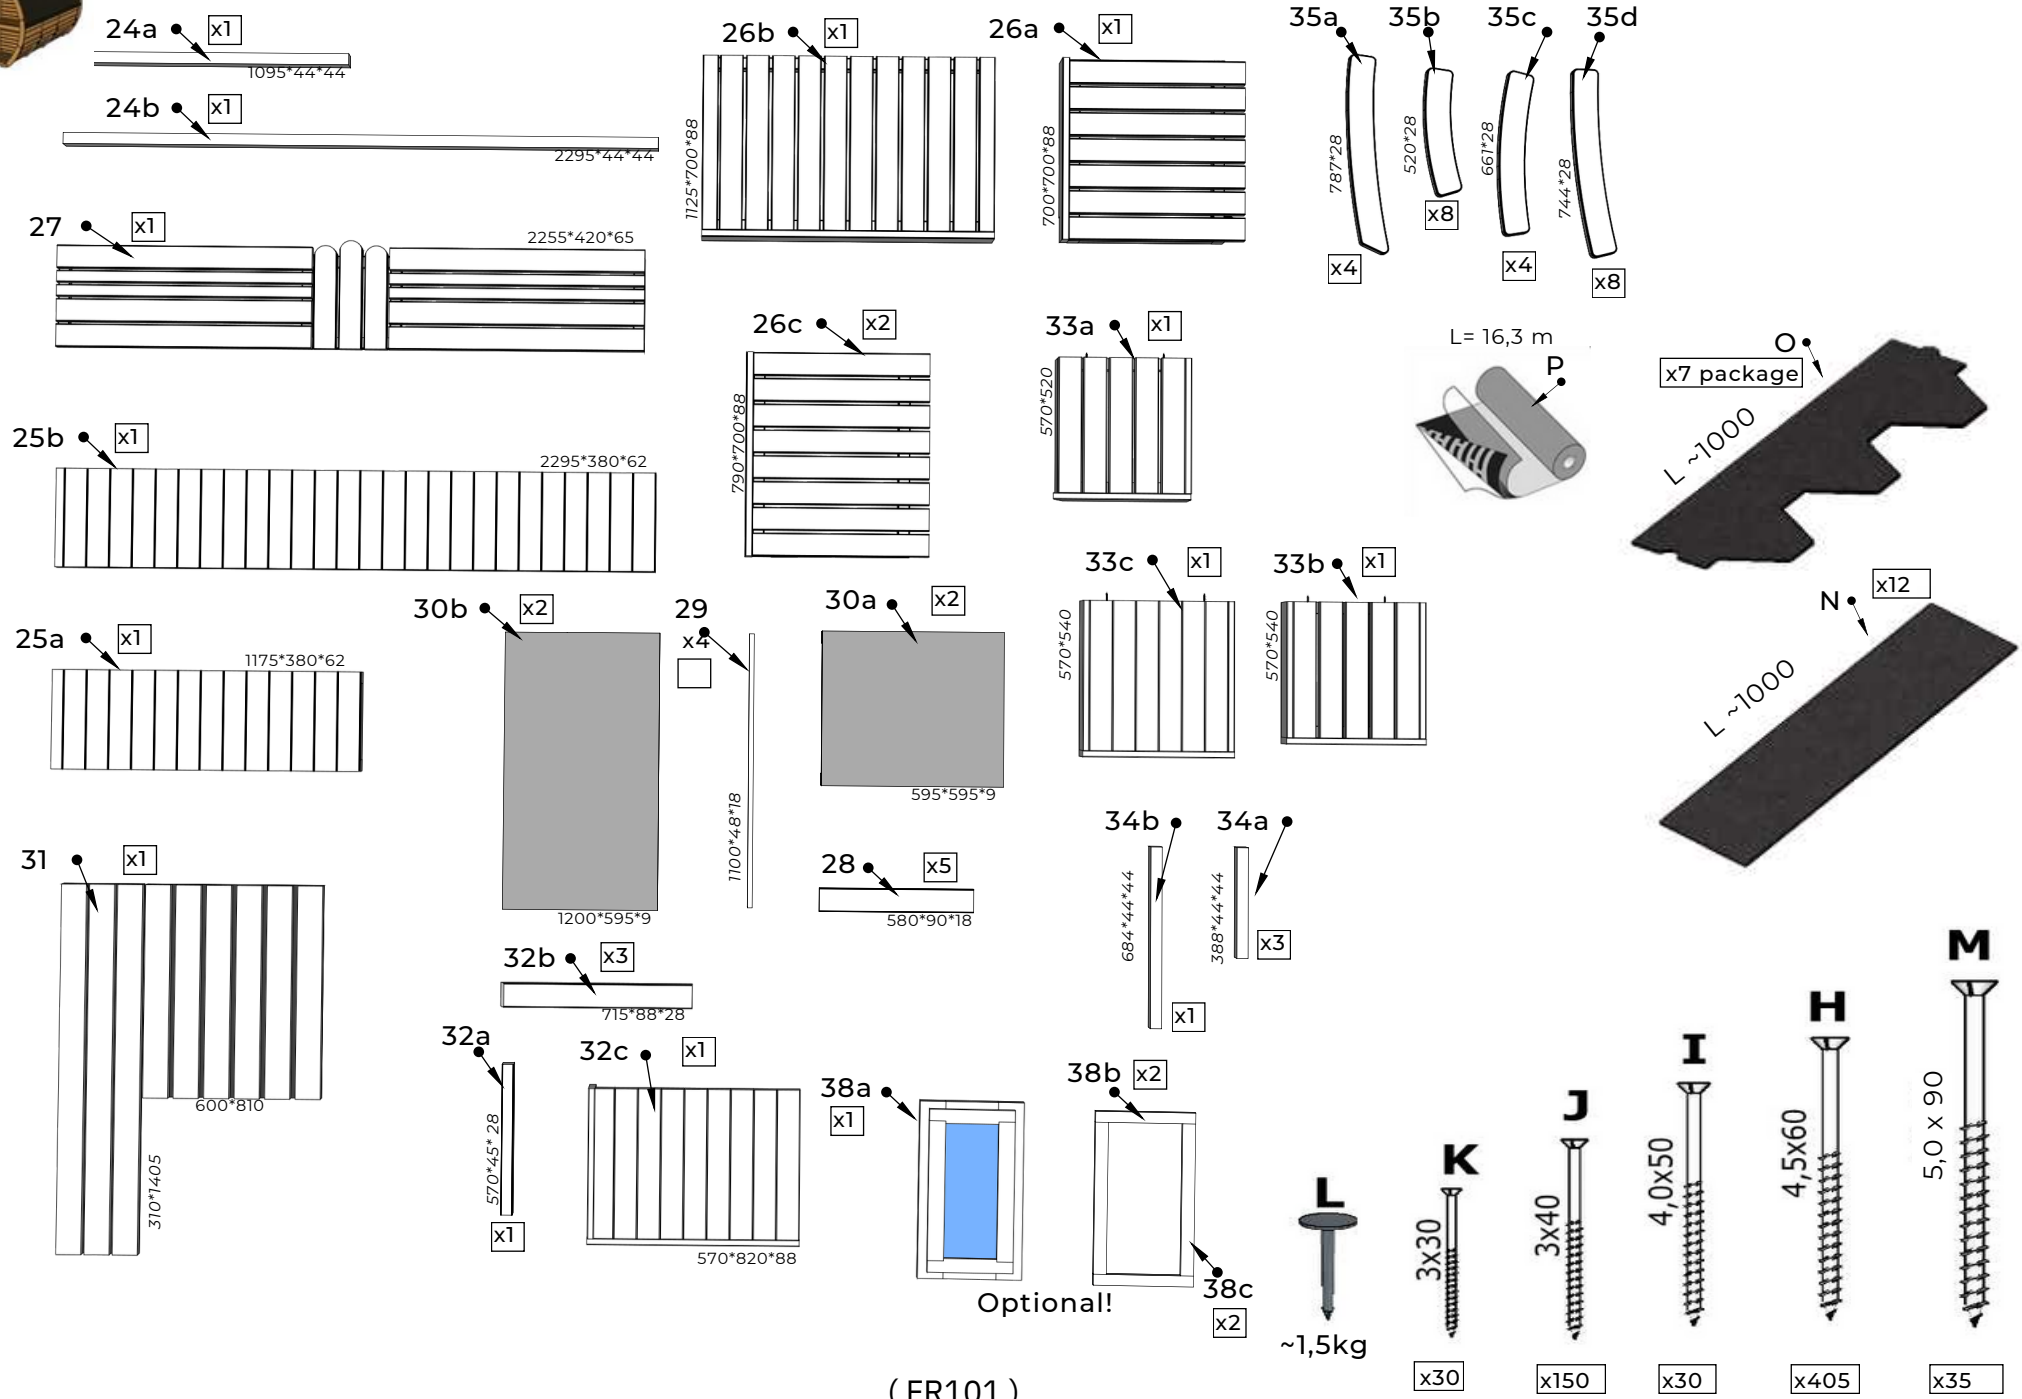 24a x1
1095*44*44
24b x1
2295*44*44
27 x1
2255*420*65
25b x1
2295*380*62
25a x1
1175*380*62
31 x1
600*810
310*1405
26b x1
1125*700*88
26a x1
700*700*88
26c x2
790*700*88
33a x1
570*520
30b x2
1200*595*9
29
x4
1100*48*18
30a x2
595*595*9
28 x5
580*90*18
33c x1
570*540
33b x1
570*540
34b
684*44*44
x1
34a
388*44*44
x3
32b x3
715*88*28
32a
570*45* 28
x1
32c x1
570*820*88
38a
x1
38b x2
38c
x2
Optional!
35a
787*28
x4
35b
520*28
x8
35c
661*28
x4
35d
744*28
x8
L= 16,3 m
P
O
x7 package
L ~1000
N x12
L ~1000
L
~1,5kg
K
3x30
x30
J
3x40
x150
I
4,0x50
x30
H
4,5x60
x405
M
5,0 x 90
x35
( FR101 )